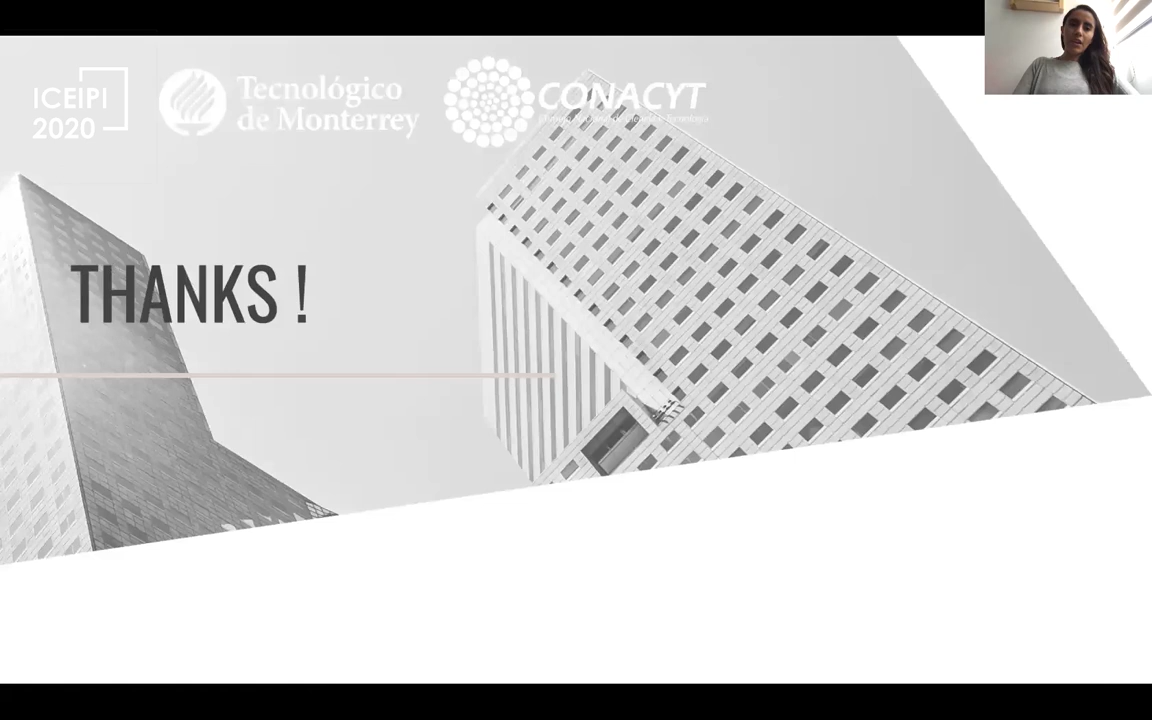 ICEIPI
2020
Tecnológico
de Monterrey
CONACYT
THANKS !